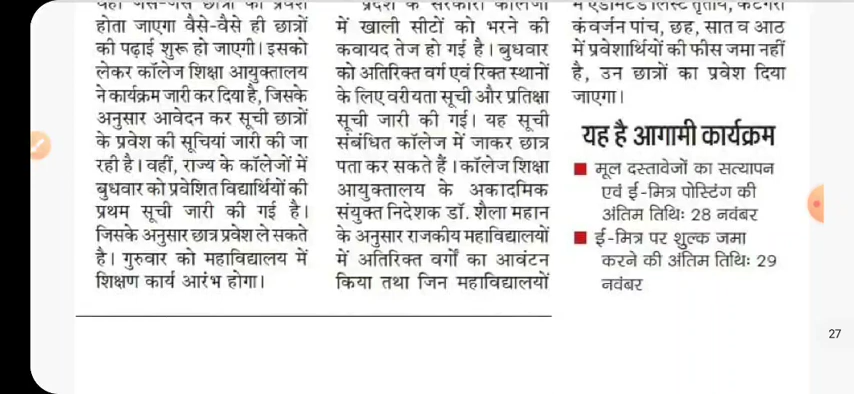 होता जाएगा वैसे-वैसे ही छात्रों
की पढ़ाई शुरू हो जाएगी। इसको
लेकर कॉलेज शिक्षा आयुक्तालय
ने कार्यक्रम जारी कर दिया है, जिसके
अनुसार आवेदन कर सूची छात्रों
के प्रवेश की सूचियां जारी की जा
रही है। वहीं, राज्य के कॉलेजों में
बुधवार को प्रवेशित विद्यार्थियों की
प्रथम सूची जारी की गई है।
जिसके अनुसार छात्र प्रवेश ले सकते
है। गुरुवार को महाविद्यालय में
शिक्षण कार्य आरंभ होगा।
प्रदेश के सरकारी कॉलेजों
में खाली सीटों को भरने की
कवायद तेज हो गई है। बुधवार
को अतिरिक्त वर्ग एवं रिक्त स्थानों
के लिए वरीयता सूची और प्रतिक्षा
सूची जारी की गई। यह सूची
संबंधित कॉलेज में जाकर छात्र
पता कर सकते हैं। कॉलेज शिक्षा
आयुक्तालय के अकादमिक
संयुक्त निदेशक डॉ. शैला महान
के अनुसार राजकीय महाविद्यालयों
में अतिरिक्त वर्गों का आवंटन
किया तथा जिन महाविद्यालयों
में एडमिटेड लिस्ट तृतीय, कैटेगरी
कंवर्जन पांच, छह, सात व आठ
में प्रवेशार्थियों की फीस जमा नहीं
है, उन छात्रों का प्रवेश दिया
जाएगा।
यह है आगामी कार्यक्रम
मूल दस्तावेजों का सत्यापन
एवं ई-मित्र पोस्टिंग की
अंतिम तिथिः 28 नवंबर
ई-मित्र पर शुल्क जमा
करने की अंतिम तिथिः 29
नवंबर
27